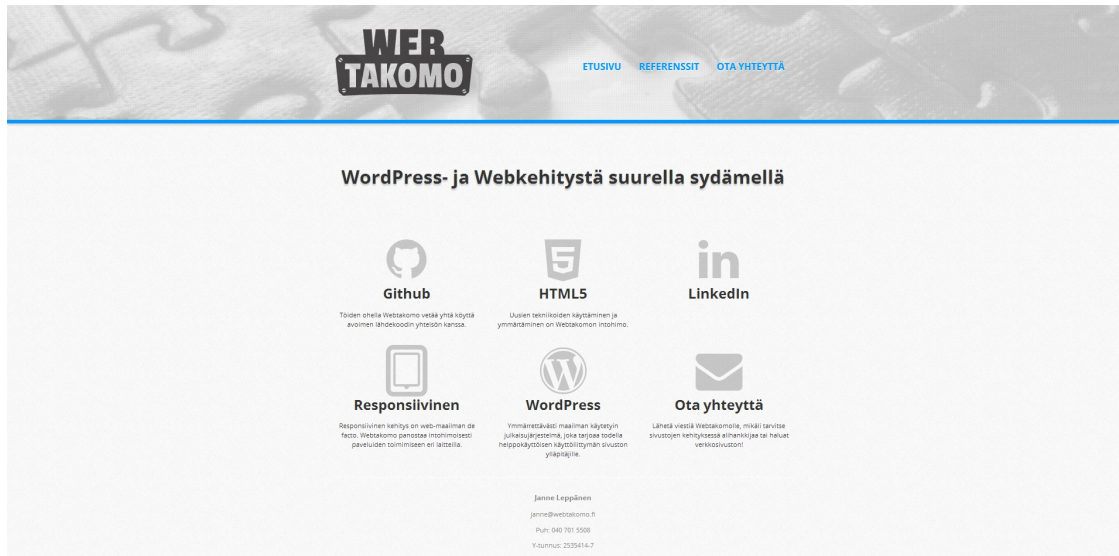 WEB
TAKOMO
ETUSIVU REFERENSSIT OTA YHTEYTTÄ
WordPress- ja Webkehitystä suurella sydämellä
Github
Töiden ohella Webtakomo vetää yhtä köyttä
avoimen lähdekoodin yhteisön kanssa.
HTML5
Uusien tekniikoiden käyttäminen ja
ymmärtäminen on Webtakomon intohimo.
in
LinkedIn
Responsiivinen
Responsiivinen kehitys on web-maailman de
facto. Webtakomo panostaa intohimoisesti
paveluiden toimimiseen eri laitteilla.
WordPress
Ymmärrettävästi maailman käytetyin
julkaisujärjestelmä, joka tarjoaa todella
helppokäyttöisen käyttöliittymän sivuston
ylläpitäjille.
Ota yhteyttä
Lähetä viestiä Webtakomolle, mikäli tarvitse
sivustojen kehityksessä alihankkijaa tai haluat
verkkosivuston!
Janne Leppänen
janne@webtakomo.fi
Puh: 040 701 5508
Y-tunnus: 2535414-7